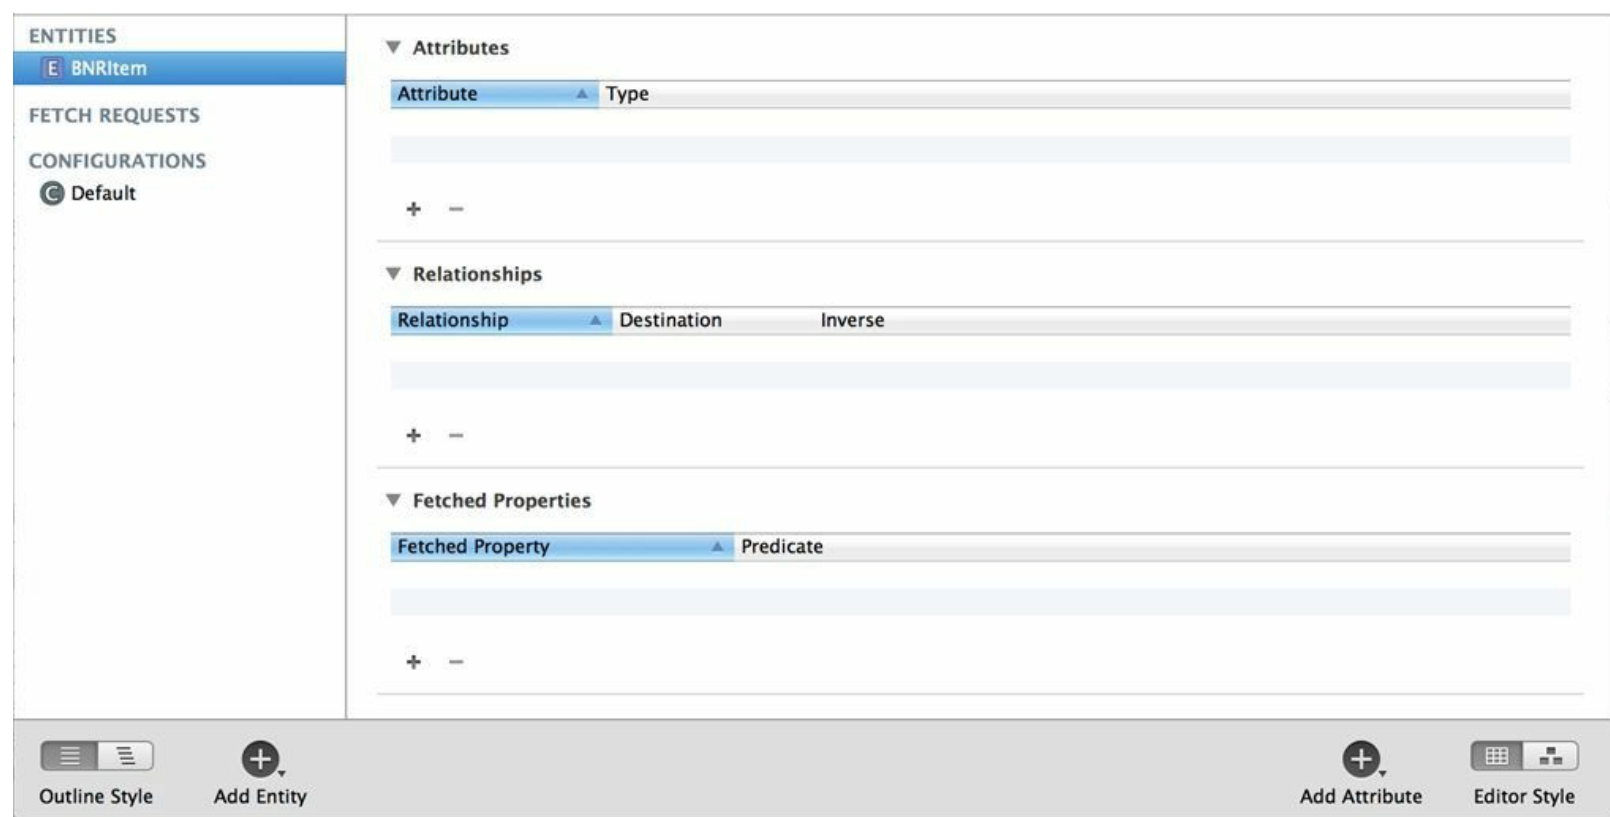 ENTITIES
E BNRItem
FETCH REQUESTS
CONFIGURATIONS
C Default
Attributes
Attribute Type
Relationships
Relationship Destination Inverse
Fetched Properties
Fetched Property Predicate
Outline Style Add Entity Add Attribute Editor Style